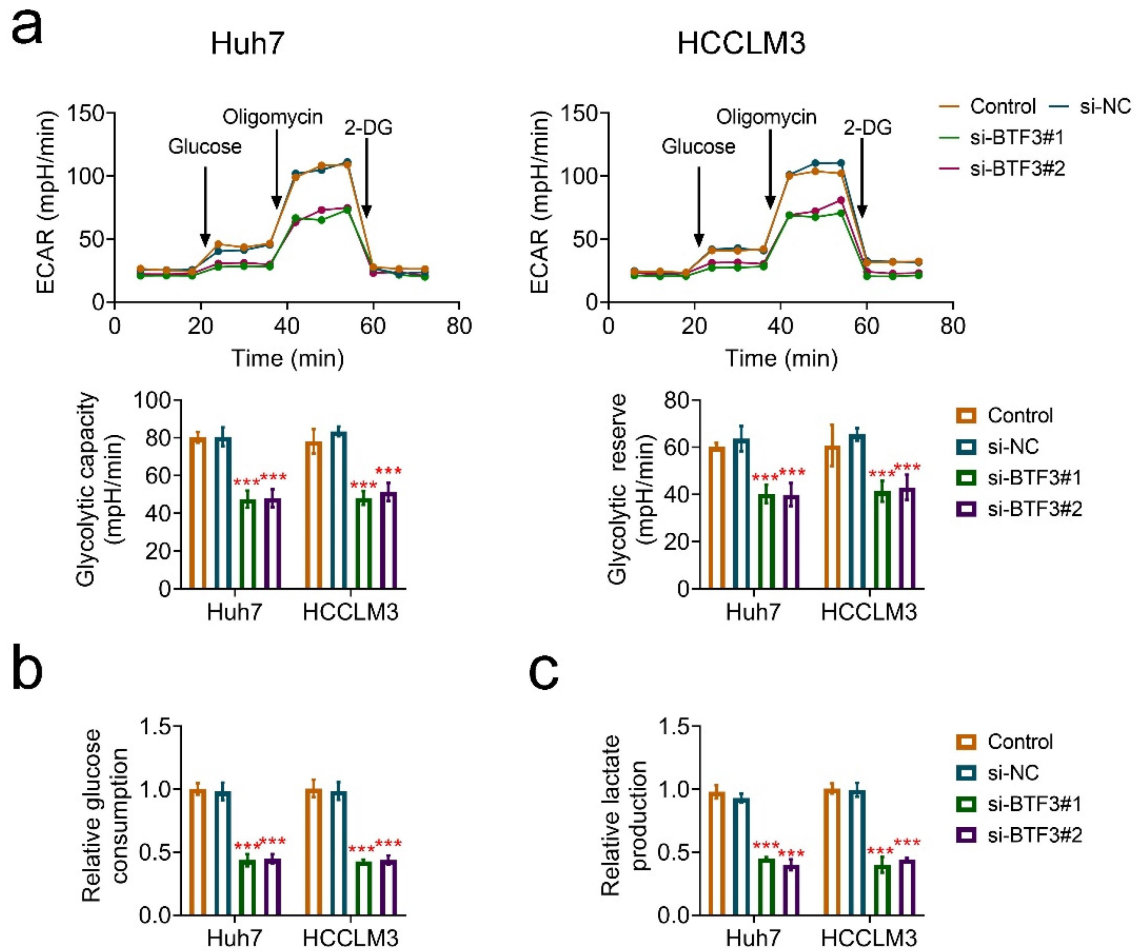 a
Huh7
HCCLM3
Control
si-NC
si-BTF3#1
si-BTF3#2
ECAR (mpH/min)
150
100
50
0
Glucose
Oligomycin
2-DG
0 20 40 60 80
Time (min)
ECAR (mpH/min)
150
100
50
0
Glucose
Oligomycin
2-DG
0 20 40 60 80
Time (min)
Glycolytic capacity
(mpH/min)
100
80
60
40
20
0
*** ***
*** ***
Huh7 HCCLM3
Glycolytic reserve
(mpH/min)
80
60
40
20
0
*** ***
*** ***
Huh7 HCCLM3
Control
si-NC
si-BTF3#1
si-BTF3#2
b
Relative glucose
consumption
1.5
1.0
0.5
0.0
*** ***
*** ***
Huh7 HCCLM3
c
Relative lactate
production
1.5
1.0
0.5
0.0
*** ***
*** ***
Huh7 HCCLM3
Control
si-NC
si-BTF3#1
si-BTF3#2